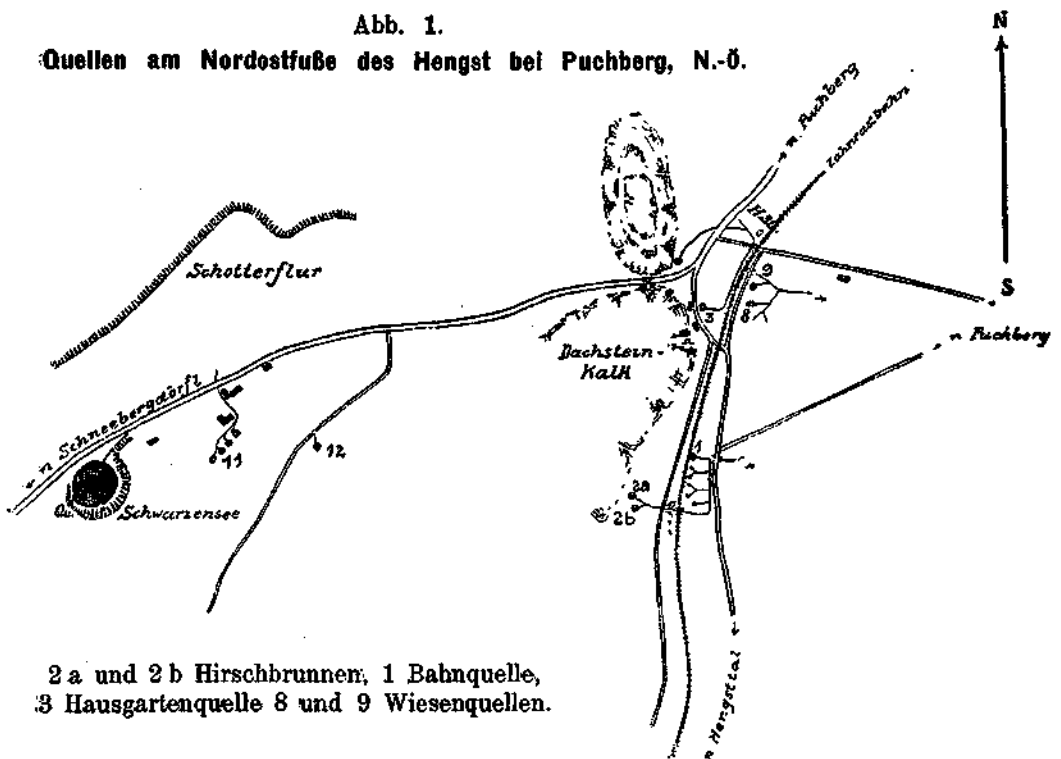 Abb. 1.
Quellen am Nordostfuße des Hengst bei Puchberg, N.-Ö.
N
n. Puchberg
Zahnradbahn
Hst.
Schotterflur
9
S
3
8
n Puchberg
Dachstein-
Kalk
n Schneebergdörfl
1
11
12
2a
2b
Qu.
Schwarzensee
n Hengsttal
2 a und 2 b Hirschbrunnen, 1 Bahnquelle,
3 Hausgartenquelle 8 und 9 Wiesenquellen.